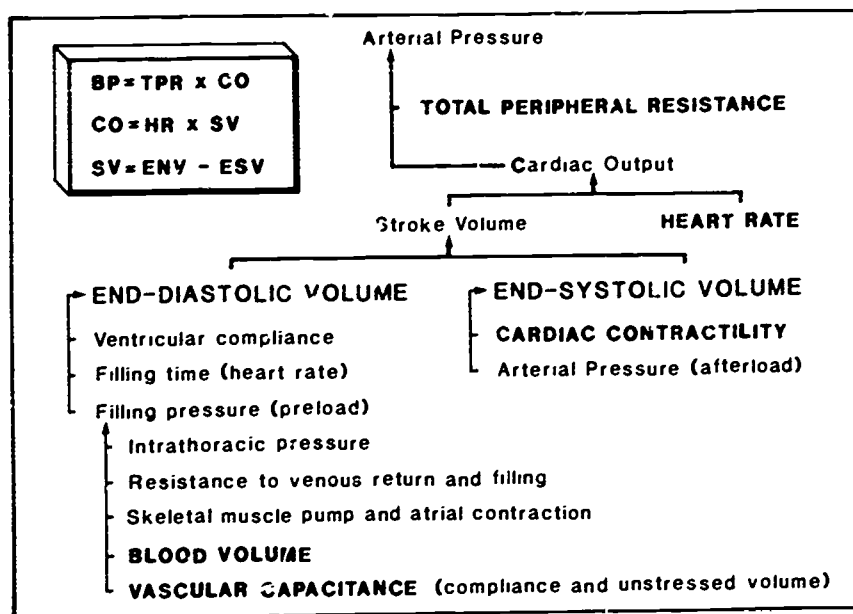 Arterial Pressure
BP=TPR x CO
CO=HR x SV
SV=ENV - ESV
TOTAL PERIPHERAL RESISTANCE
Cardiac Output
Stroke Volume
HEART RATE
END-DIASTOLIC VOLUME
Ventricular compliance
Filling time (heart rate)
Filling pressure (preload)
Intrathoracic pressure
Resistance to venous return and filling
Skeletal muscle pump and atrial contraction
BLOOD VOLUME
VASCULAR CAPACITANCE (compliance and unstressed volume)
END-SYSTOLIC VOLUME
CARDIAC CONTRACTILITY
Arterial Pressure (afterload)